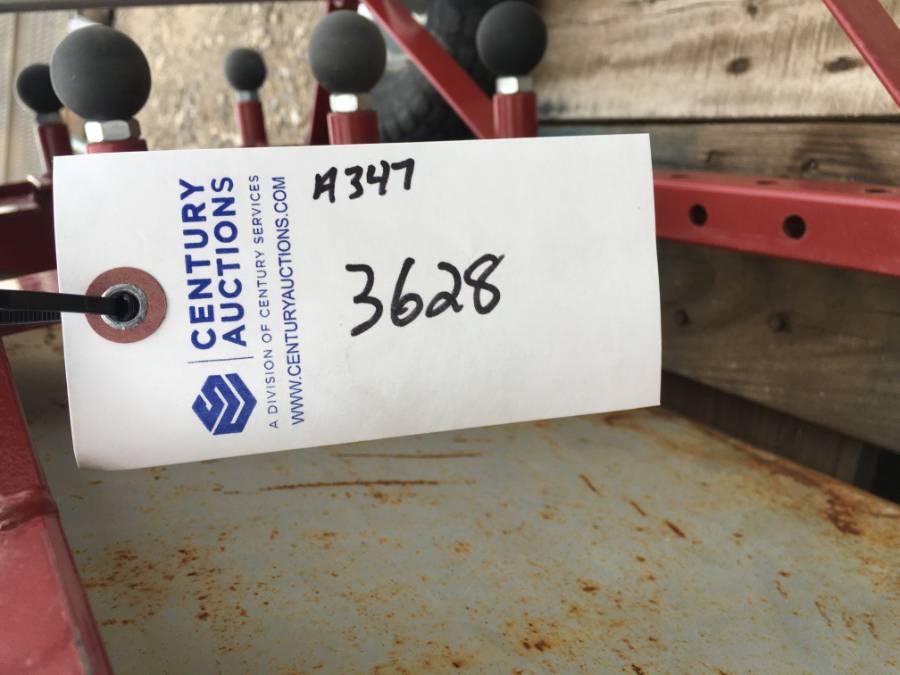 A347
3628
CENTURY
AUCTIONS
A DIVISION OF CENTURY SERVICES
WWW.CENTURYAUCTIONS.COM